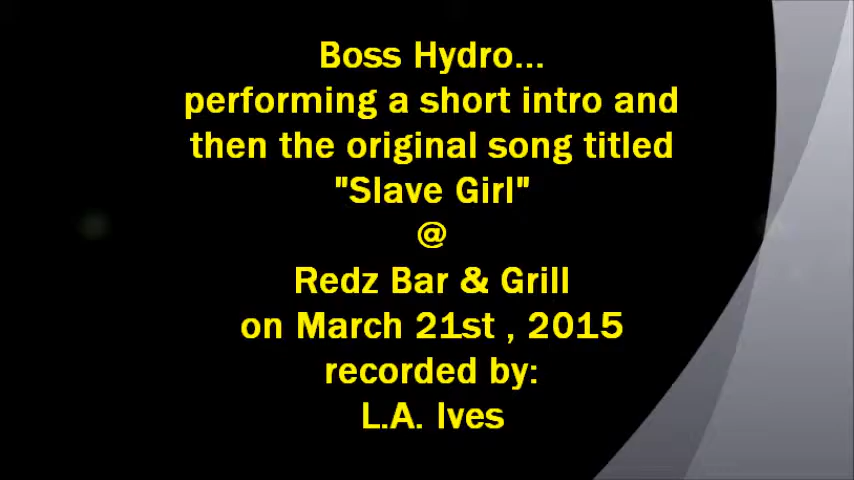 Boss Hydro...
performing a short intro and
then the original song titled
"Slave Girl"
@
Redz Bar & Grill
on March 21st , 2015
recorded by:
L.A. Ives